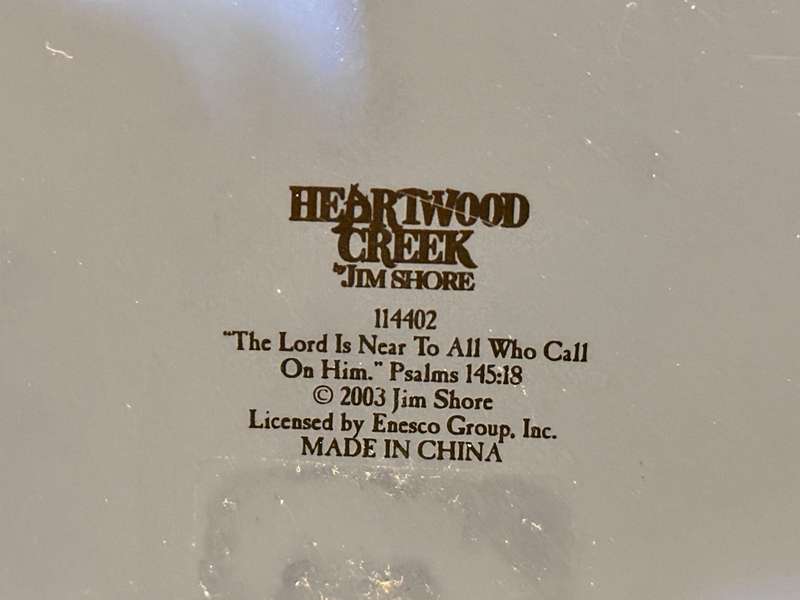 HEARTWOOD
CREEK
by JIM SHORE
114402
"The Lord Is Near To All Who Call
On Him." Psalms 145:18
© 2003 Jim Shore
Licensed by Enesco Group, Inc.
MADE IN CHINA